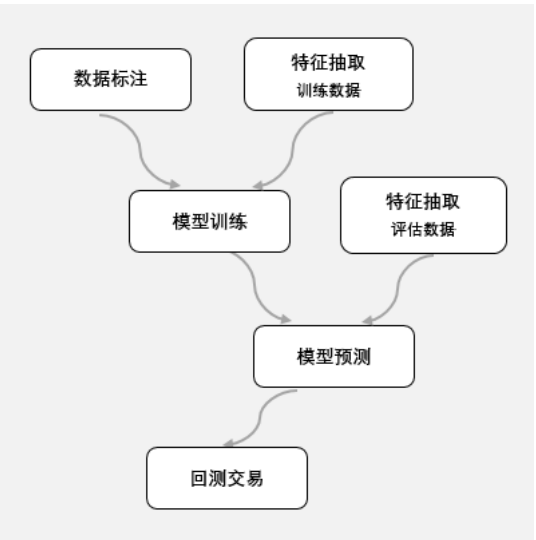 数据标注
特征抽取
训练数据
模型训练
特征抽取
评估数据
模型预测
回测交易